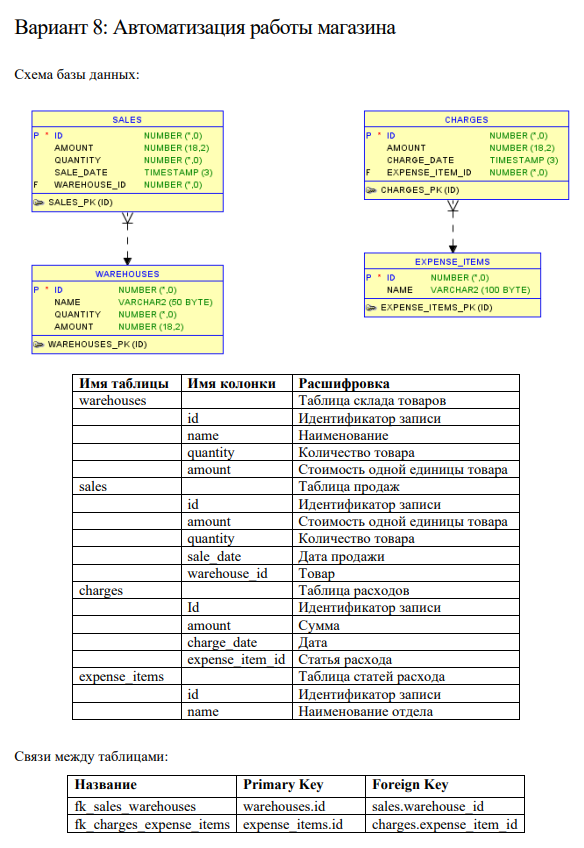 Вариант 8: Автоматизация работы магазина
Схема базы данных:
SALES
P * ID NUMBER (*,0)
AMOUNT NUMBER (18,2)
QUANTITY NUMBER (*,0)
SALE_DATE TIMESTAMP (3)
F WAREHOUSE_ID NUMBER (*,0)
SALES_PK (ID)
CHARGES
P * ID NUMBER (*,0)
AMOUNT NUMBER (18,2)
CHARGE_DATE TIMESTAMP (3)
F EXPENSE_ITEM_ID NUMBER (*,0)
CHARGES_PK (ID)
WAREHOUSES
P * ID NUMBER (*,0)
NAME VARCHAR2 (50 BYTE)
QUANTITY NUMBER (*,0)
AMOUNT NUMBER (18,2)
WAREHOUSES_PK (ID)
EXPENSE_ITEMS
P * ID NUMBER (*,0)
NAME VARCHAR2 (100 BYTE)
EXPENSE_ITEMS_PK (ID)
Имя таблицы Имя колонки Расшифровка
warehouses Таблица склада товаров
id Идентификатор записи
name Наименование
quantity Количество товара
amount Стоимость одной единицы товара
sales Таблица продаж
id Идентификатор записи
amount Стоимость одной единицы товара
quantity Количество товара
sale_date Дата продажи
warehouse_id Товар
charges Таблица расходов
Id Идентификатор записи
amount Сумма
charge_date Дата
expense_item_id Статья расхода
expense_items Таблица статей расхода
id Идентификатор записи
name Наименование отдела
Связи между таблицами:
Название Primary Key Foreign Key
fk_sales_warehouses warehouses.id sales.warehouse_id
fk_charges_expense_items expense_items.id charges.expense_item_id